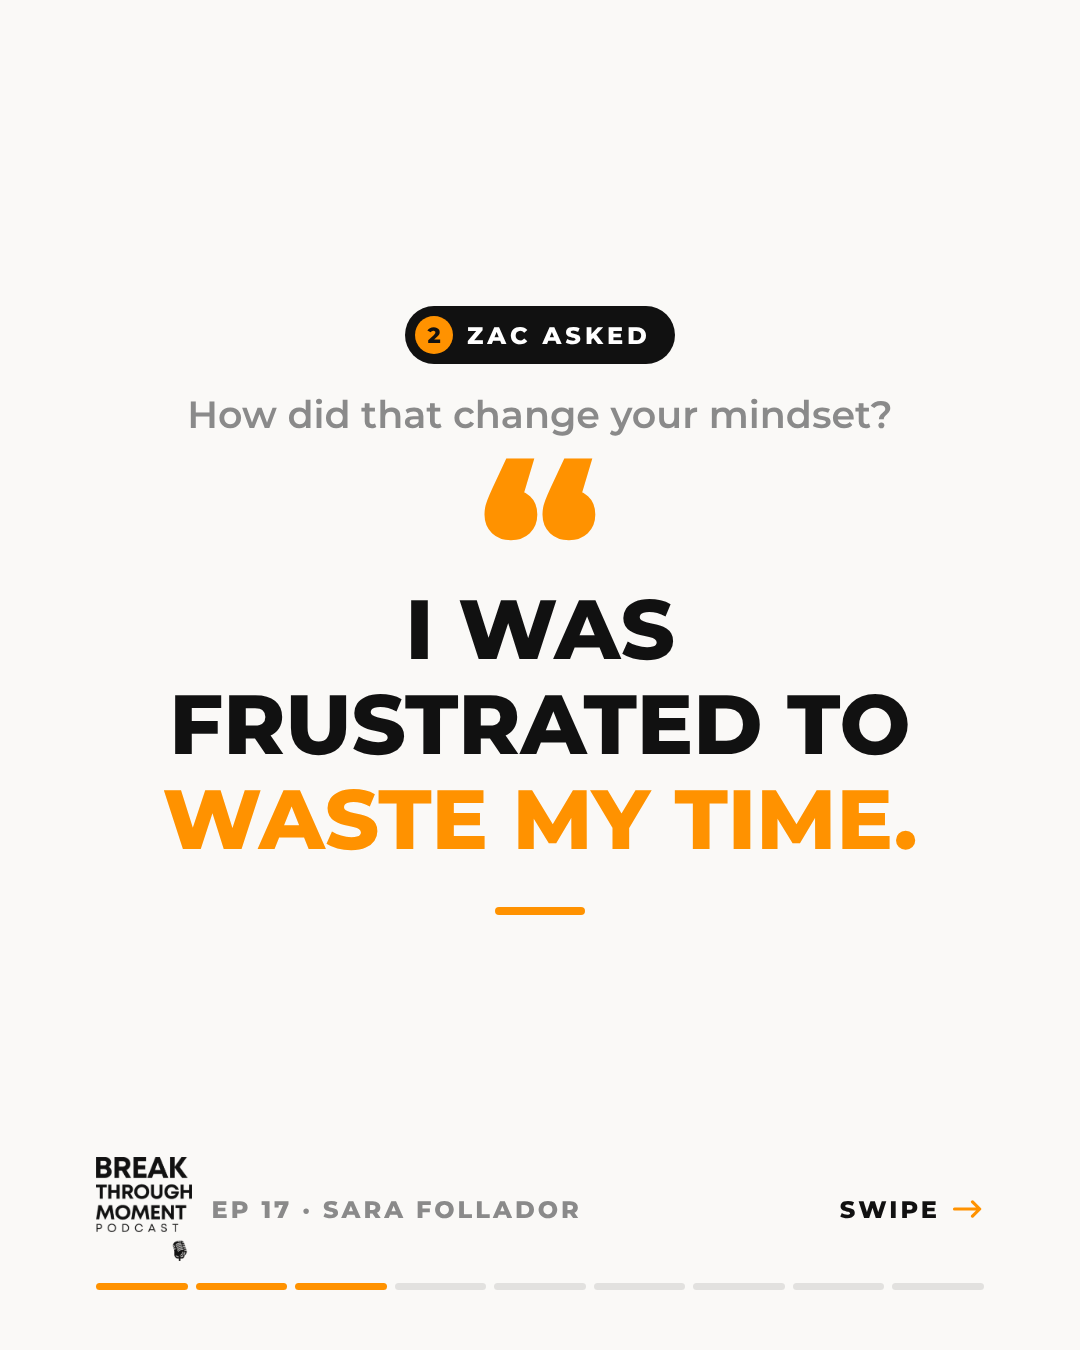 2 ZAC ASKED
How did that change your mindset?
“
I WAS
FRUSTRATED TO
WASTE MY TIME.
BREAK
THROUGH
MOMENT
PODCAST
EP 17 · SARA FOLLADOR
SWIPE →